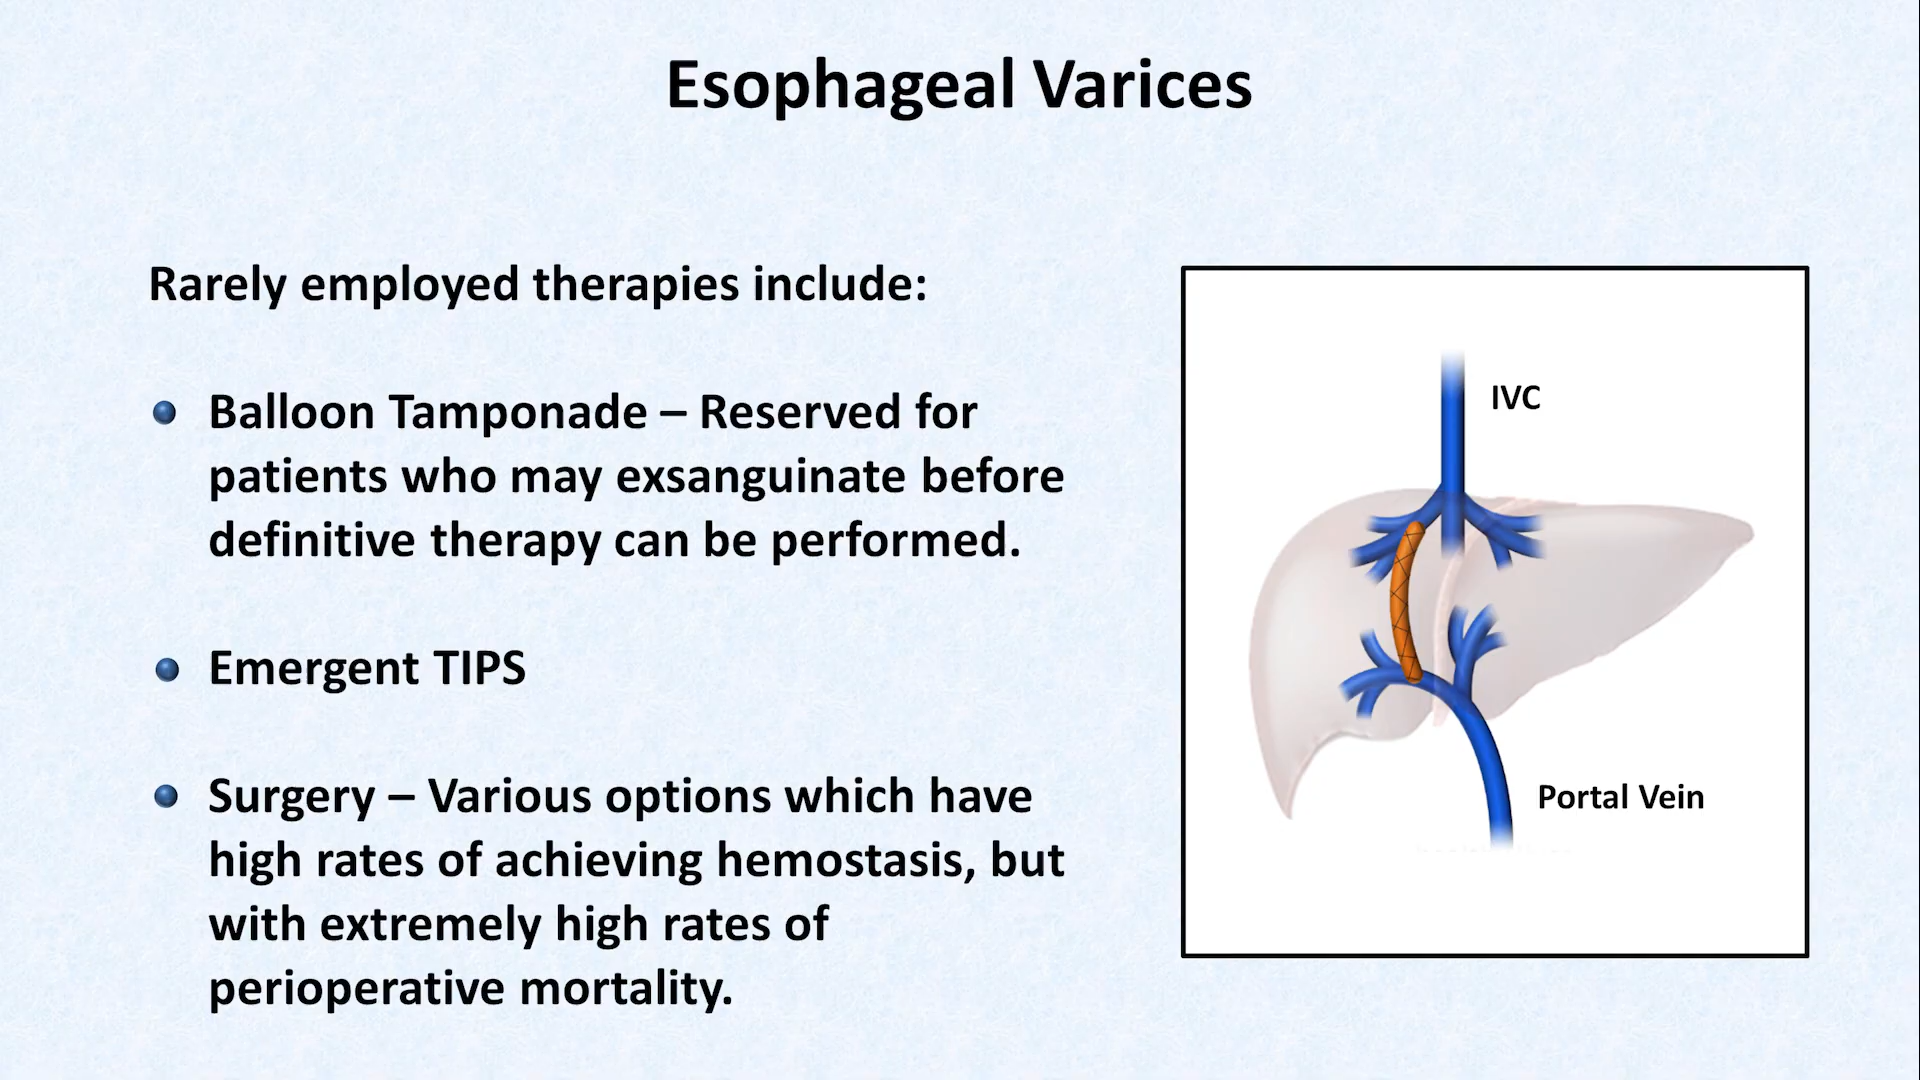 Esophageal Varices
Rarely employed therapies include:
Balloon Tamponade – Reserved for
patients who may exsanguinate before
definitive therapy can be performed.
Emergent TIPS
Surgery – Various options which have
high rates of achieving hemostasis, but
with extremely high rates of
perioperative mortality.
IVC
Portal Vein